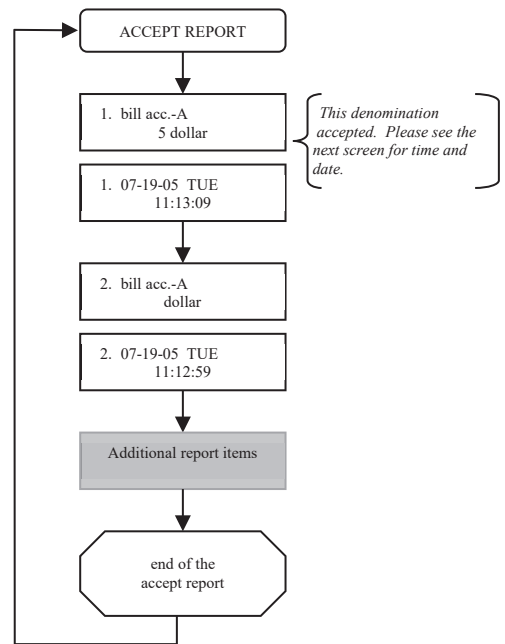 ACCEPT REPORT
1. bill acc.-A
5 dollar
This denomination
accepted. Please see the
next screen for time and
date.
1. 07-19-05 TUE
11:13:09
2. bill acc.-A
dollar
2. 07-19-05 TUE
11:12:59
Additional report items
end of the
accept report